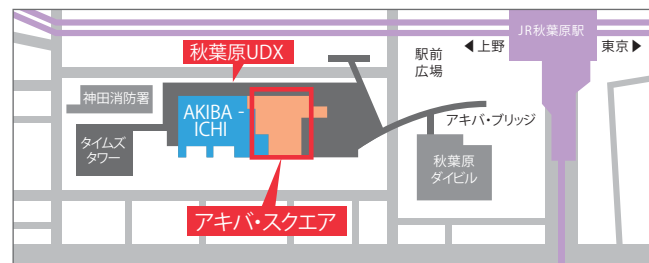 JR秋葉原駅
秋葉原UDX
駅前
広場
◀上野
東京▶
神田消防署
AKIBA -
ICHI
アキバ・ブリッジ
タイムズ
タワー
秋葉原
ダイビル
アキバ・スクエア